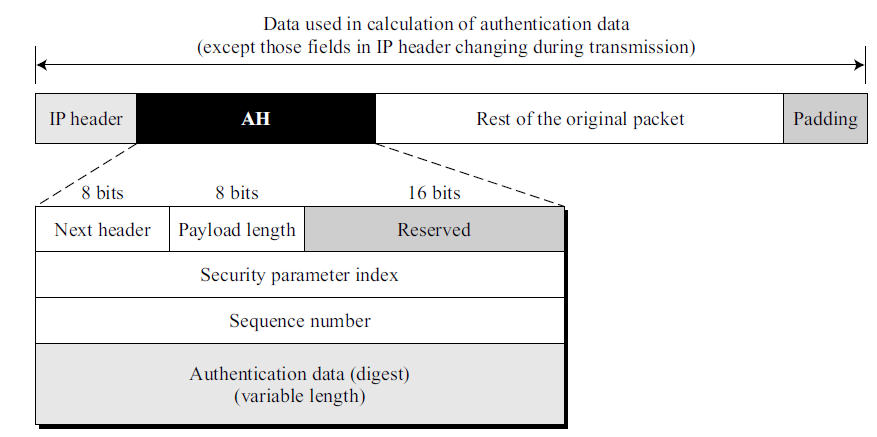 Data used in calculation of authentication data
(except those fields in IP header changing during transmission)
IP header AH Rest of the original packet Padding
8 bits 8 bits 16 bits
Next header Payload length Reserved
Security parameter index
Sequence number
Authentication data (digest)
(variable length)